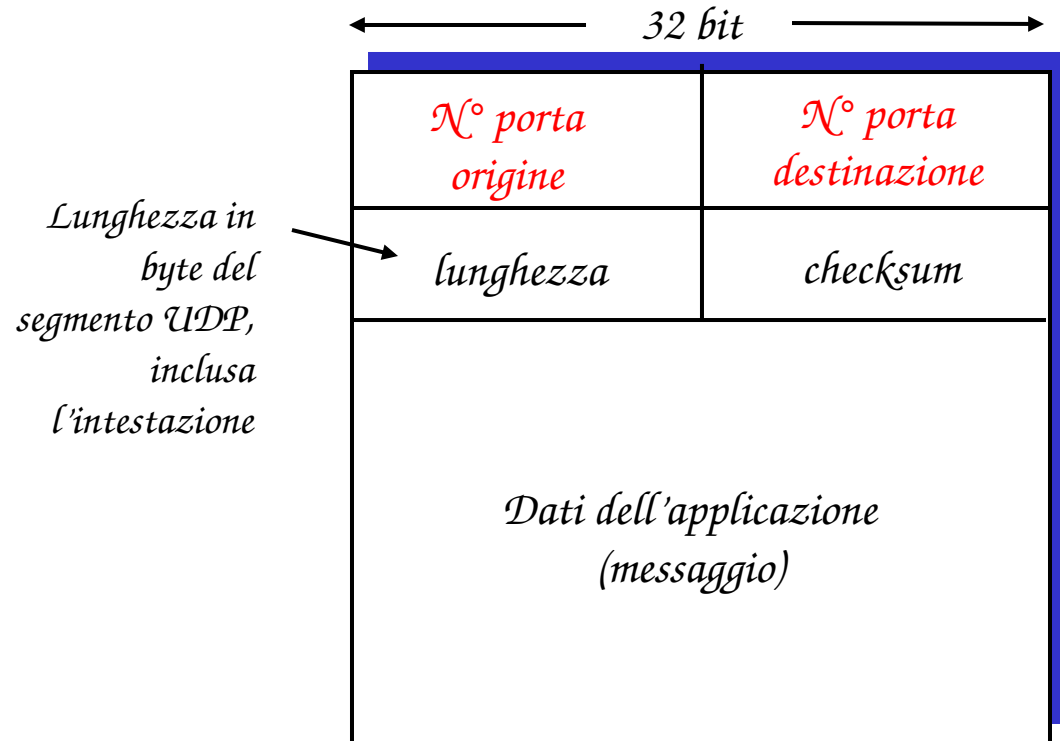 32 bit
N° porta
origine
N° porta
destinazione
Lunghezza in
byte del
segmento UDP,
inclusa
l'intestazione
lunghezza
checksum
Dati dell'applicazione
(messaggio)